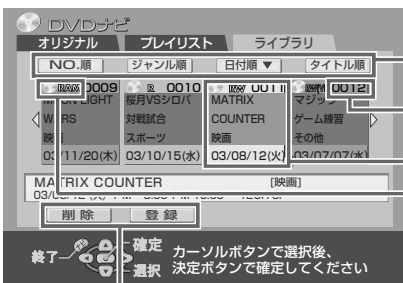 DVDナビ
オリジナル プレイリスト ライブラリ
NO.順 ジャンル順 日付順 ▼ タイトル順
RAM 0009 R 0010 RW 0011 0012
MOON LIGHT 桜月VSシロバ MATRIX マジック
WARS 対戦試合 COUNTER ゲーム練習
映画 スポーツ 映画 その他
03/11/20(木) 03/10/15(水) 03/08/12(火) 03/07/07(水)
MATRIX COUNTER [映画]
03/08/12 (火)
削除 登録
終了 確定 選択
カーソルボタンで選択後、
決定ボタンで確定してください